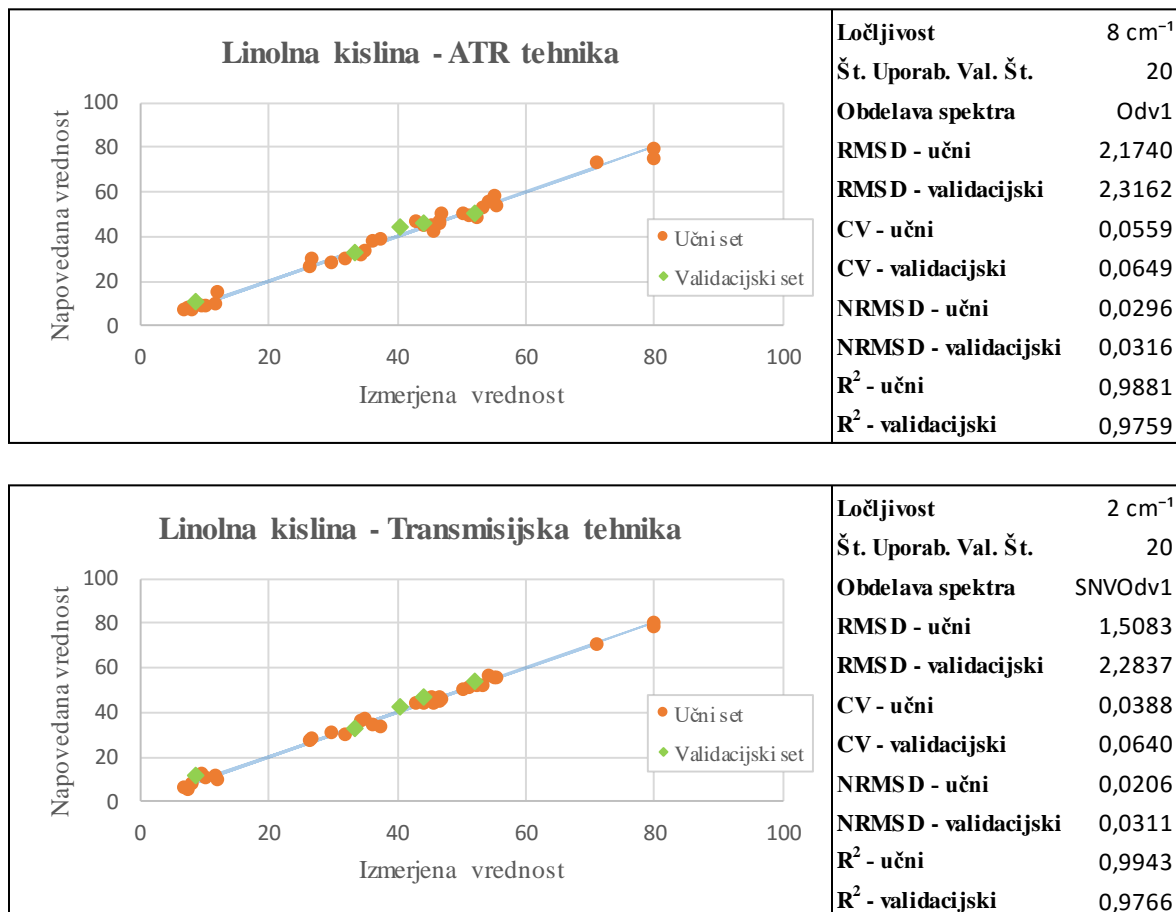 Linolna kislina - ATR tehnika
Napovedana vrednost
100
80
60
40
20
0
0 20 40 60 80 100
Izmerjena vrednost
Učni set
Validacijski set
Ločljivost 8 cm⁻¹
Št. Uporab. Val. Št. 20
Obdelava spektra Odv1
RMSD - učni 2,1740
RMSD - validacijski 2,3162
CV - učni 0,0559
CV - validacijski 0,0649
NRMSD - učni 0,0296
NRMSD - validacijski 0,0316
R² - učni 0,9881
R² - validacijski 0,9759
Linolna kislina - Transmisijska tehnika
Napovedana vrednost
100
80
60
40
20
0
0 20 40 60 80 100
Izmerjena vrednost
Učni set
Validacijski set
Ločljivost 2 cm⁻¹
Št. Uporab. Val. Št. 20
Obdelava spektra SNVOdv1
RMSD - učni 1,5083
RMSD - validacijski 2,2837
CV - učni 0,0388
CV - validacijski 0,0640
NRMSD - učni 0,0206
NRMSD - validacijski 0,0311
R² - učni 0,9943
R² - validacijski 0,9766